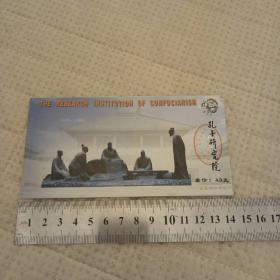 THE RESEARCH INSTITUTION OF CONFUCIANISM
孔子研究院
票价：40元
1 2 3 4 5 6 7 8 9 10 11 12 13 14 15 16 17